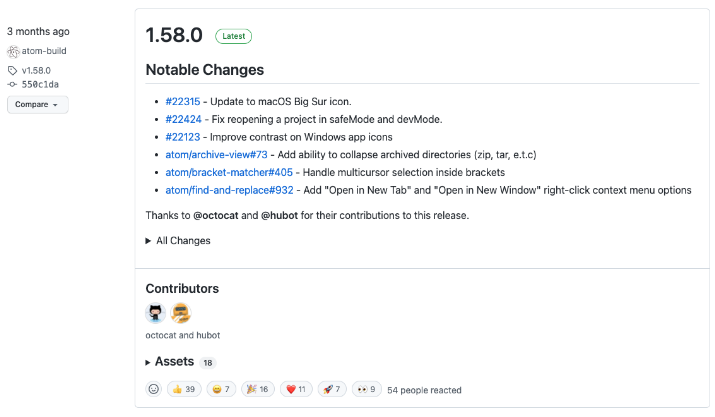 3 months ago
atom-build
v1.58.0
550c1da
Compare
1.58.0 Latest
Notable Changes
#22315 - Update to macOS Big Sur icon.
#22424 - Fix reopening a project in safeMode and devMode.
#22123 - Improve contrast on Windows app icons
atom/archive-view#73 - Add ability to collapse archived directories (zip, tar, e.t.c)
atom/bracket-matcher#405 - Handle multicursor selection inside brackets
atom/find-and-replace#932 - Add "Open in New Tab" and "Open in New Window" right-click context menu options
Thanks to @octocat and @hubot for their contributions to this release.
All Changes
Contributors
octocat and hubot
Assets 18
39 7 16 11 7 9 54 people reacted